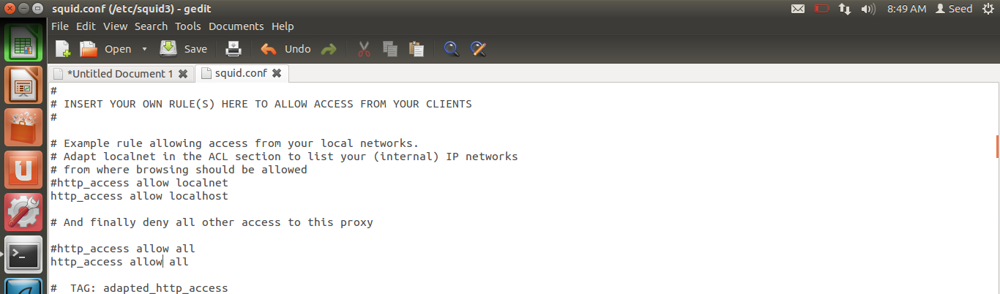 squid.conf (/etc/squid3) - gedit
8:49 AM
Seed
File Edit View Search Tools Documents Help
Open Save Undo
*Untitled Document 1
squid.conf
#
# INSERT YOUR OWN RULE(S) HERE TO ALLOW ACCESS FROM YOUR CLIENTS
#
# Example rule allowing access from your local networks.
# Adapt localnet in the ACL section to list your (internal) IP networks
# from where browsing should be allowed
#http_access allow localnet
http_access allow localhost
# And finally deny all other access to this proxy
#http_access allow all
http_access allow all
#  TAG: adapted_http_access